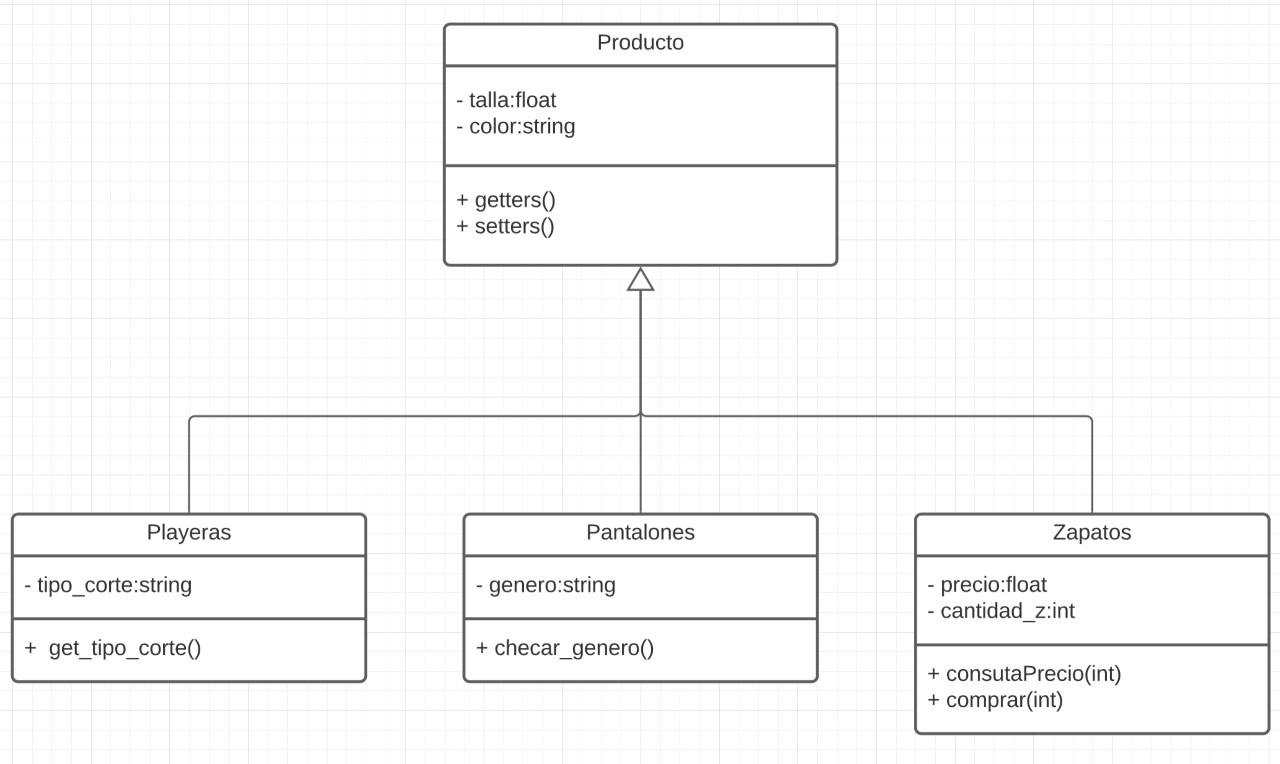 Producto
- talla:float
- color:string
+ getters()
+ setters()
Playeras
- tipo_corte:string
+  get_tipo_corte()
Pantalones
- genero:string
+ checar_genero()
Zapatos
- precio:float
- cantidad_z:int
+ consutaPrecio(int)
+ comprar(int)